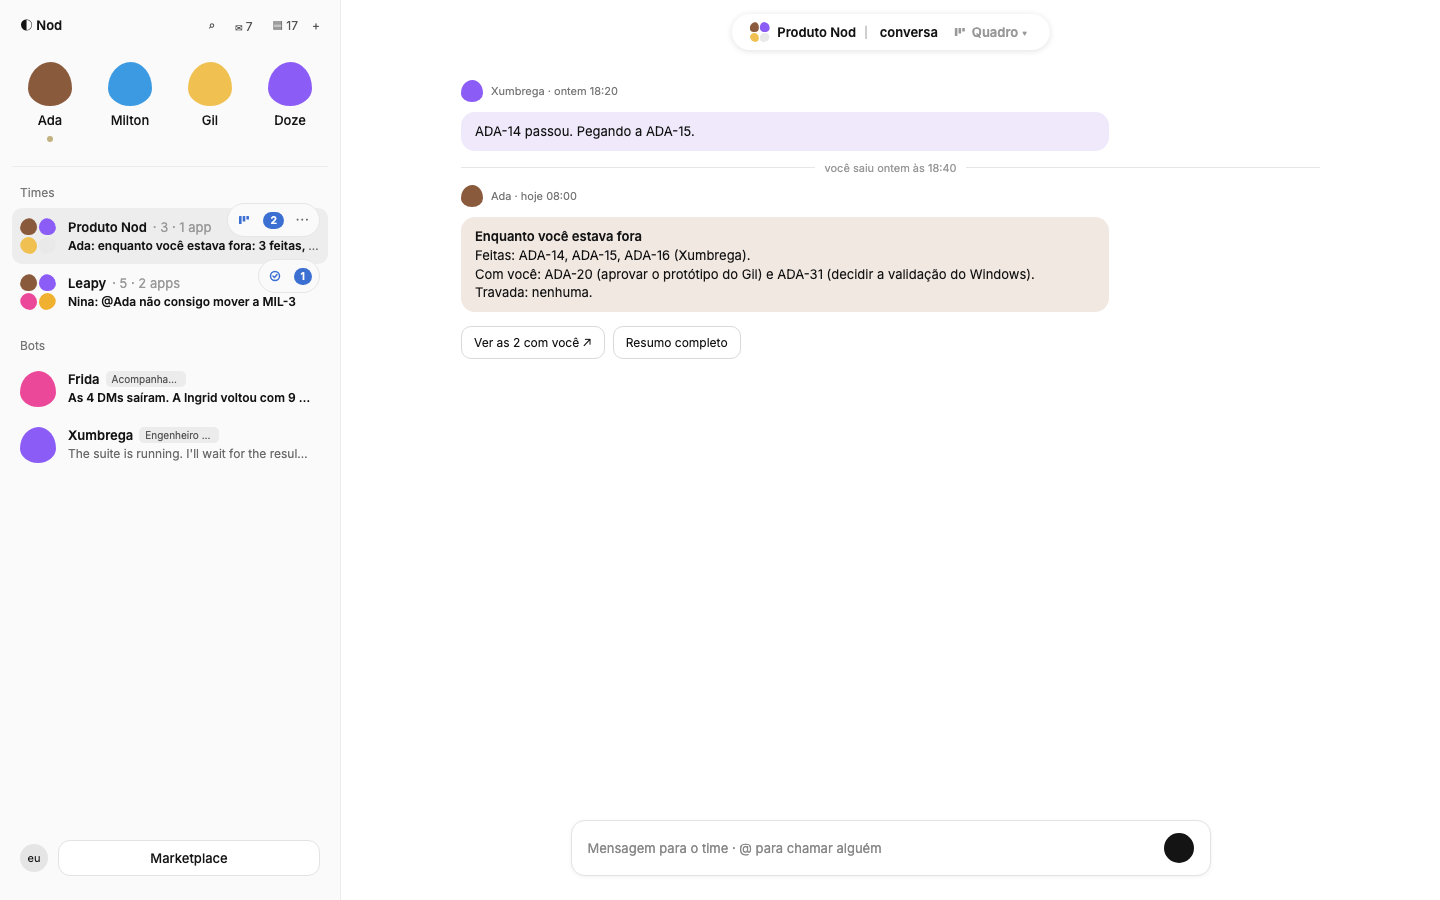 Nod
7
17
+
Ada
Milton
Gil
Doze
Times
Produto Nod · 3 · 1 app
2
Ada: enquanto você estava fora: 3 feitas, ...
Leapy · 5 · 2 apps
1
Nina: @Ada não consigo mover a MIL-3
Bots
Frida Acompanha...
As 4 DMs saíram. A Ingrid voltou com 9 ...
Xumbrega Engenheiro ...
The suite is running. I'll wait for the resul...
eu
Marketplace
Produto Nod | conversa Quadro
Xumbrega · ontem 18:20
ADA-14 passou. Pegando a ADA-15.
você saiu ontem às 18:40
Ada · hoje 08:00
Enquanto você estava fora
Feitas: ADA-14, ADA-15, ADA-16 (Xumbrega).
Com você: ADA-20 (aprovar o protótipo do Gil) e ADA-31 (decidir a validação do Windows).
Travada: nenhuma.
Ver as 2 com você ↗
Resumo completo
Mensagem para o time · @ para chamar alguém